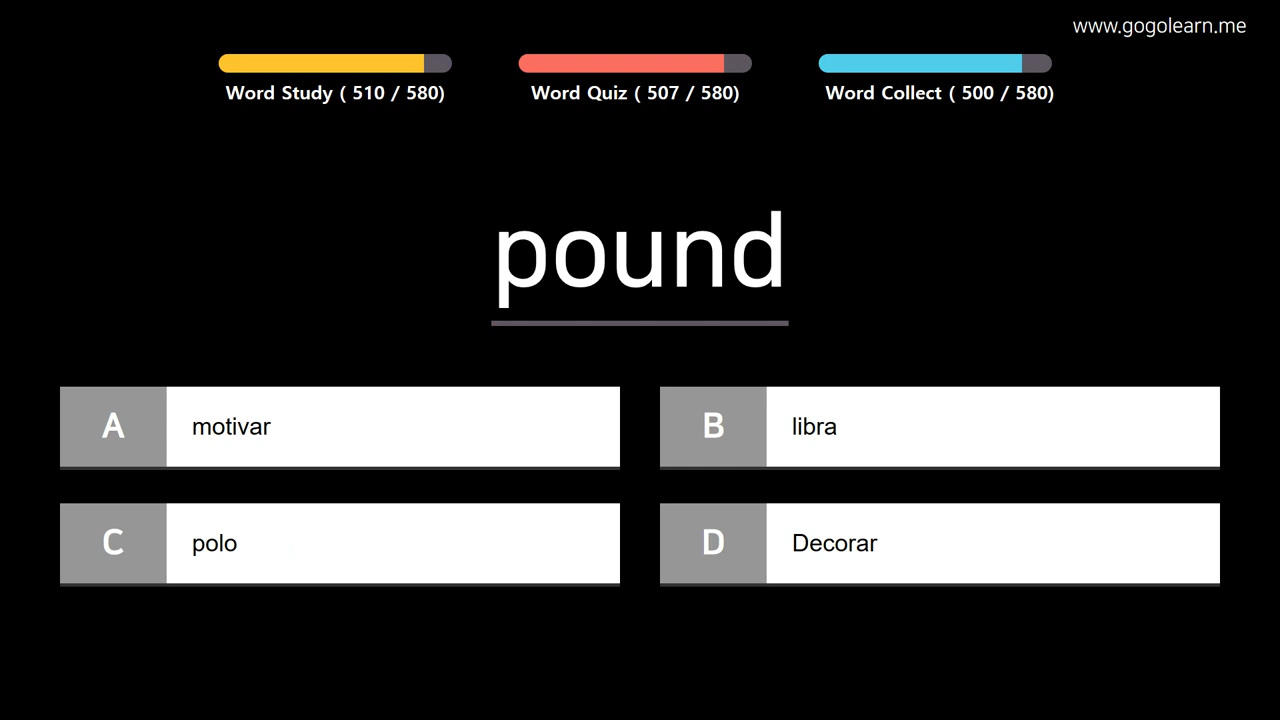 www.gogolearn.me
Word Study ( 510 / 580)
Word Quiz ( 507 / 580)
Word Collect ( 500 / 580)
pound
A motivar
B libra
C polo
D Decorar